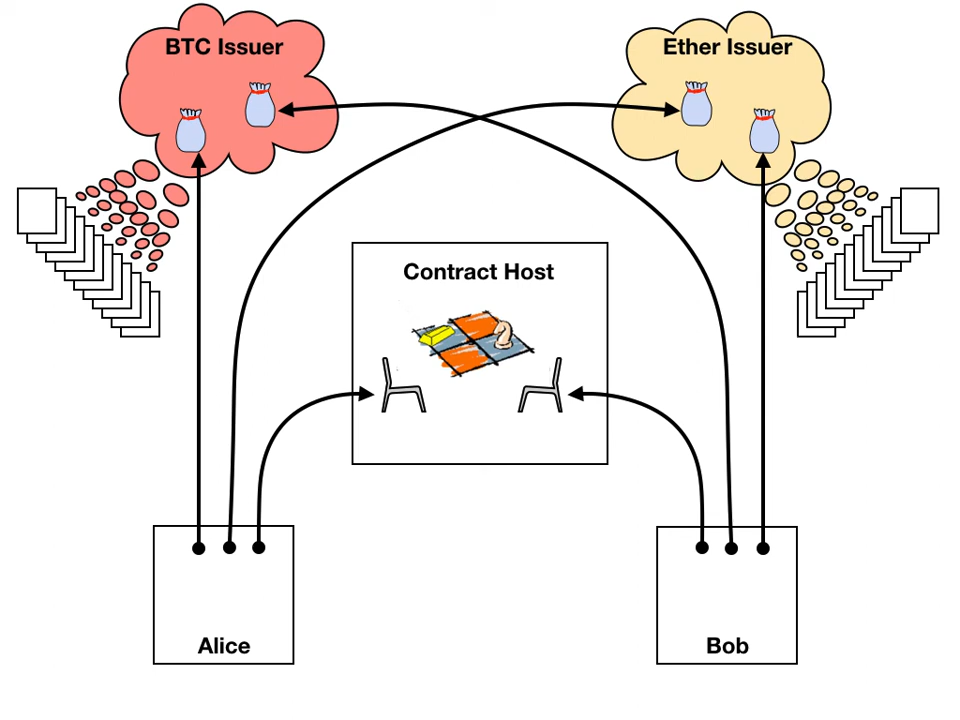 BTC Issuer
Ether Issuer
Contract Host
Alice
Bob